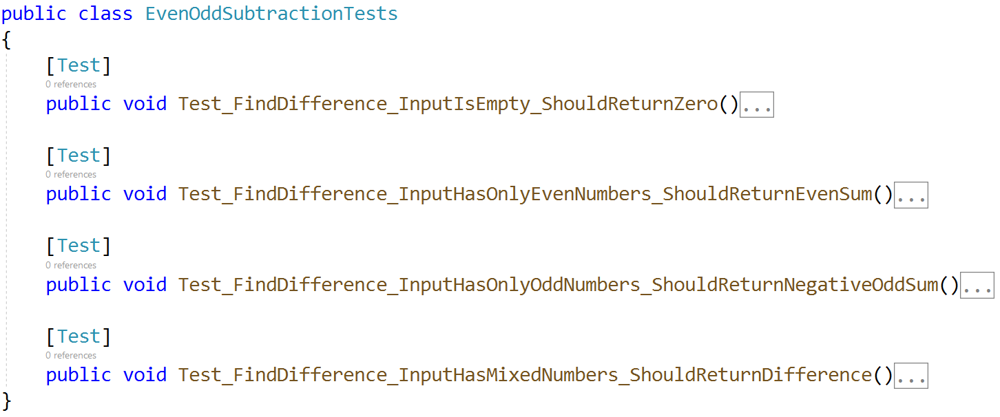 public class EvenOddSubtractionTests
{
[Test]
0 references
public void Test_FindDifference_InputIsEmpty_ShouldReturnZero()...
[Test]
0 references
public void Test_FindDifference_InputHasOnlyEvenNumbers_ShouldReturnEvenSum()...
[Test]
0 references
public void Test_FindDifference_InputHasOnlyOddNumbers_ShouldReturnNegativeOddSum()...
[Test]
0 references
public void Test_FindDifference_InputHasMixedNumbers_ShouldReturnDifference()...
}